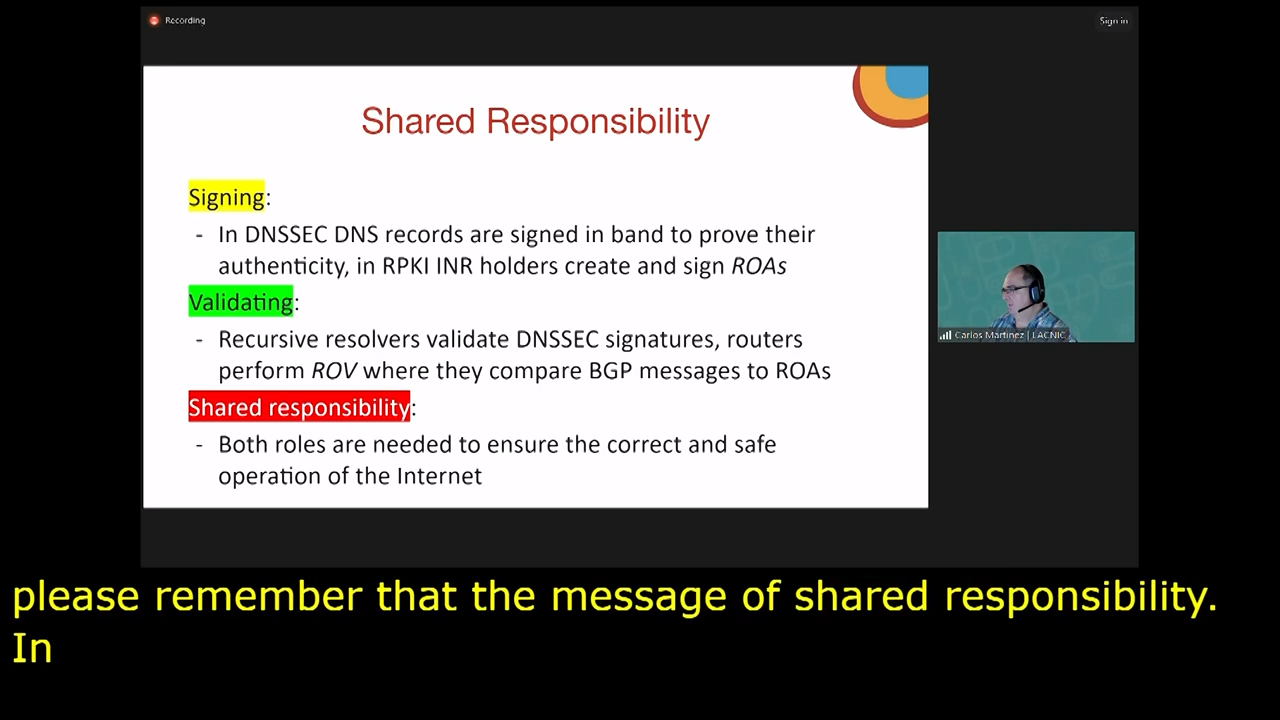 Recording
Sign in
Shared Responsibility
Signing:
- In DNSSEC DNS records are signed in band to prove their
authenticity, in RPKI INR holders create and sign ROAs
Validating:
- Recursive resolvers validate DNSSEC signatures, routers
perform ROV where they compare BGP messages to ROAs
Shared responsibility:
- Both roles are needed to ensure the correct and safe
operation of the Internet
Carlos Martinez | LACNIC
please remember that the message of shared responsibility.
In